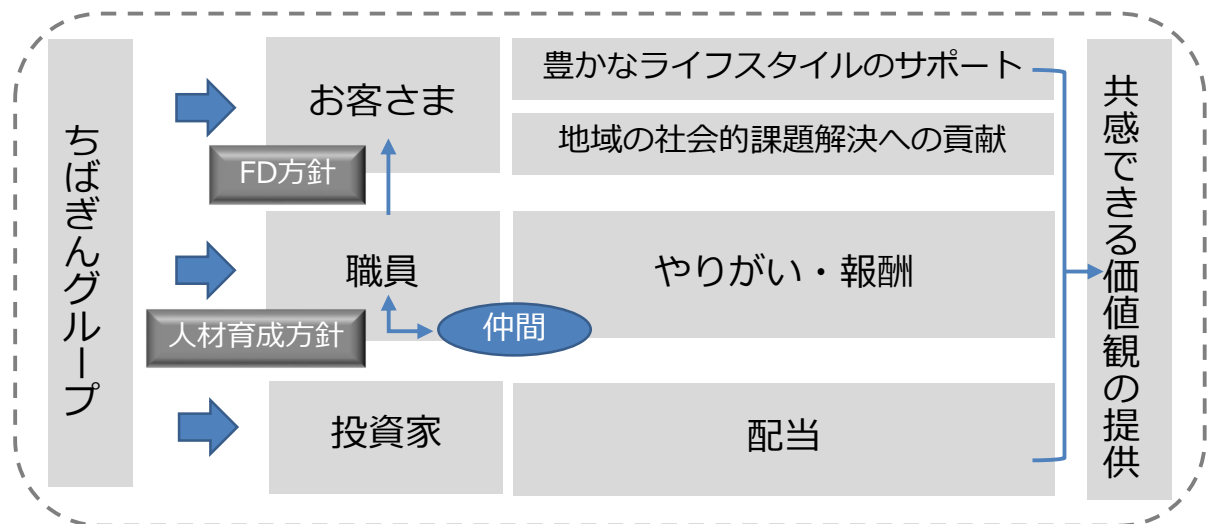 ちばぎんグループ
お客さま
豊かなライフスタイルのサポート
地域の社会的課題解決への貢献
FD方針
職員
やりがい・報酬
仲間
人材育成方針
投資家
配当
共感できる価値観の提供